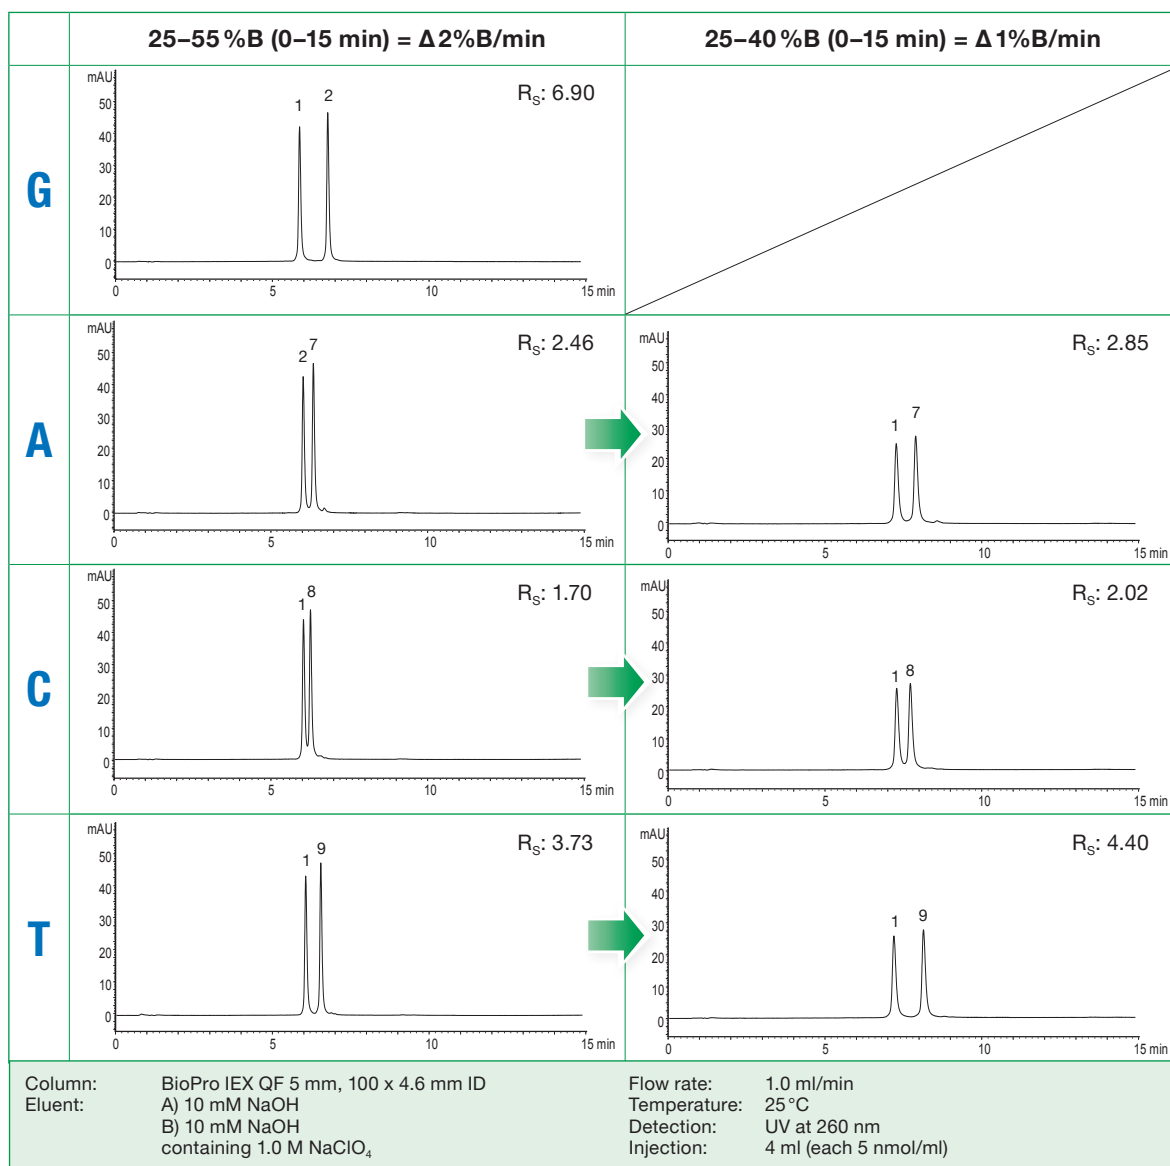 25–55 %B (0–15 min) = Δ 2%B/min
25–40 %B (0–15 min) = Δ 1%B/min
G
mAU
50
40
30
20
10
0
1
2
RS: 6.90
0
5
10
15 min
A
mAU
50
40
30
20
10
0
2
7
RS: 2.46
0
5
10
15 min
mAU
50
40
30
20
10
0
1
7
RS: 2.85
0
5
10
15 min
C
mAU
50
40
30
20
10
0
1
8
RS: 1.70
0
5
10
15 min
mAU
50
40
30
20
10
0
1
8
RS: 2.02
0
5
10
15 min
T
mAU
50
40
30
20
10
0
1
9
RS: 3.73
0
5
10
15 min
mAU
50
40
30
20
10
0
1
9
RS: 4.40
0
5
10
15 min
Column: BioPro IEX QF 5 mm, 100 x 4.6 mm ID
Eluent: A) 10 mM NaOH
B) 10 mM NaOH
containing 1.0 M NaClO4
Flow rate: 1.0 ml/min
Temperature: 25 °C
Detection: UV at 260 nm
Injection: 4 ml (each 5 nmol/ml)